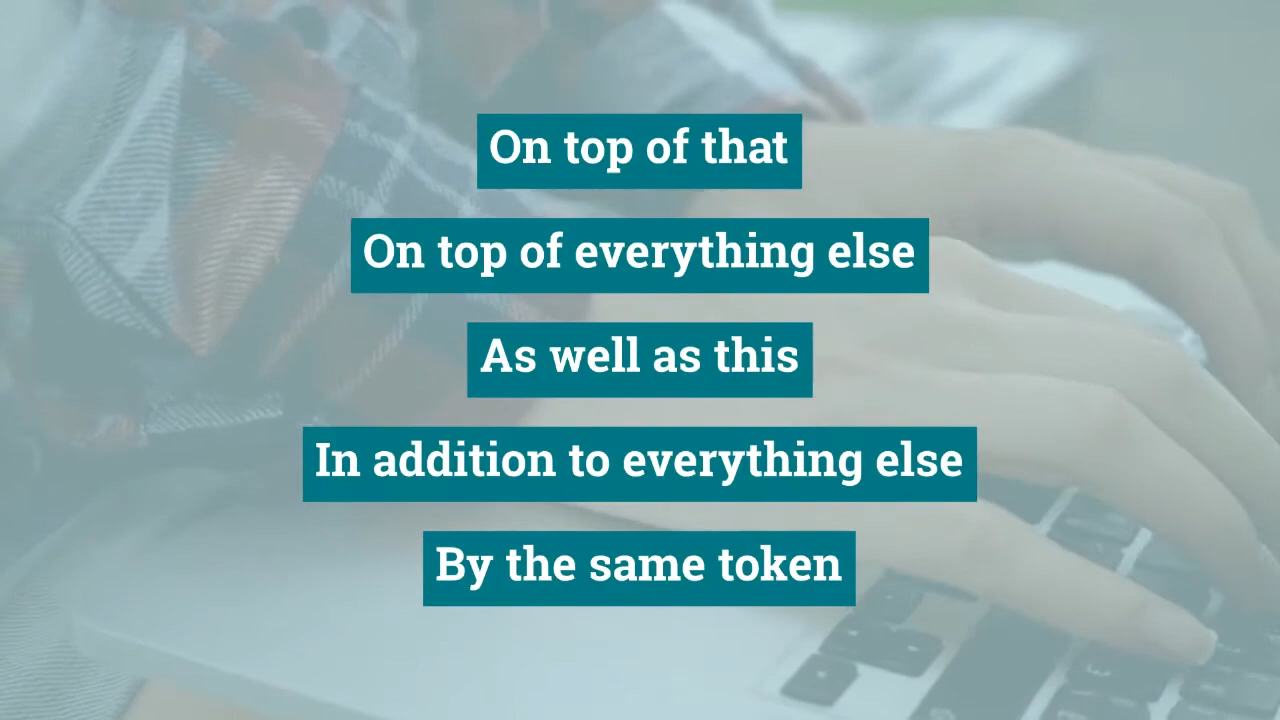 On top of that
On top of everything else
As well as this
In addition to everything else
By the same token